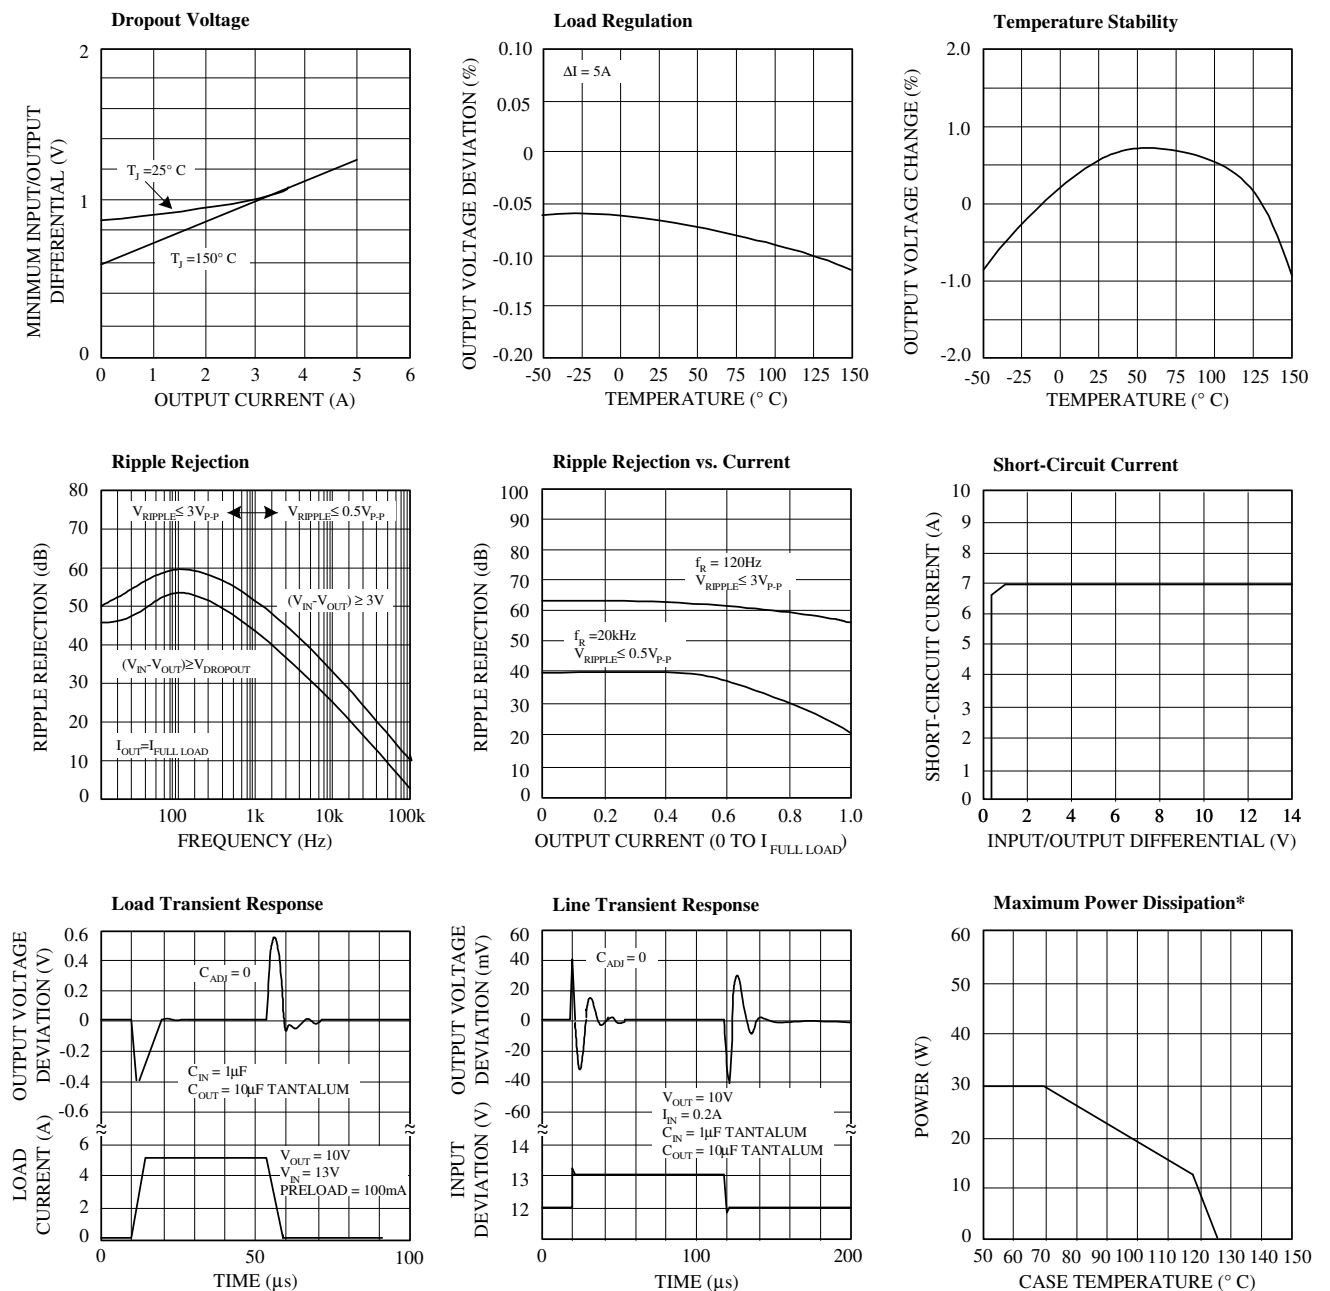 Dropout Voltage
2
1
0
MINIMUM INPUT/OUTPUT
DIFFERENTIAL (V)
T_J =25° C
T_J =150° C
0 1 2 3 4 5 6
OUTPUT CURRENT (A)
Load Regulation
0.10
0.05
0
-0.05
-0.10
-0.15
-0.20
OUTPUT VOLTAGE DEVIATION (%)
ΔI = 5A
-50 -25 0 25 50 75 100 125 150
TEMPERATURE (° C)
Temperature Stability
2.0
1.0
0
-1.0
-2.0
OUTPUT VOLTAGE CHANGE (%)
-50 -25 0 25 50 75 100 125 150
TEMPERATURE (° C)
Ripple Rejection
80
70
60
50
40
30
20
10
0
RIPPLE REJECTION (dB)
V_RIPPLE ≤ 3V_P-P
V_RIPPLE ≤ 0.5V_P-P
(V_IN-V_OUT) ≥ 3V
(V_IN-V_OUT)≥V_DROPOUT
I_OUT=I_FULL LOAD
100 1k 10k 100k
FREQUENCY (Hz)
Ripple Rejection vs. Current
100
90
80
70
60
50
40
30
20
10
0
RIPPLE REJECTION (dB)
f_R = 120Hz
V_RIPPLE ≤ 3V_P-P
f_R =20kHz
V_RIPPLE ≤ 0.5V_P-P
0 0.2 0.4 0.6 0.8 1.0
OUTPUT CURRENT (0 TO I_FULL LOAD)
Short-Circuit Current
10
9
8
7
6
5
4
3
2
1
0
SHORT-CIRCUIT CURRENT (A)
0 2 4 6 8 10 12 14
INPUT/OUTPUT DIFFERENTIAL (V)
Load Transient Response
0.6
0.4
0.2
0
-0.2
-0.4
-0.6
OUTPUT VOLTAGE
DEVIATION (V)
C_ADJ = 0
C_IN = 1µF
C_OUT = 10µF TANTALUM
6
4
2
0
LOAD
CURRENT (A)
V_OUT = 10V
V_IN = 13V
PRELOAD = 100mA
0 50 100
TIME (µs)
Line Transient Response
60
40
20
0
-20
-40
-60
OUTPUT VOLTAGE
DEVIATION (mV)
C_ADJ = 0
V_OUT = 10V
I_IN = 0.2A
C_IN = 1µF TANTALUM
C_OUT = 10µF TANTALUM
14
13
12
INPUT
DEVIATION (V)
0 100 200
TIME (µs)
Maximum Power Dissipation*
60
50
40
30
20
10
0
POWER (W)
50 60 70 80 90 100 110 120 130 140 150
CASE TEMPERATURE (° C)